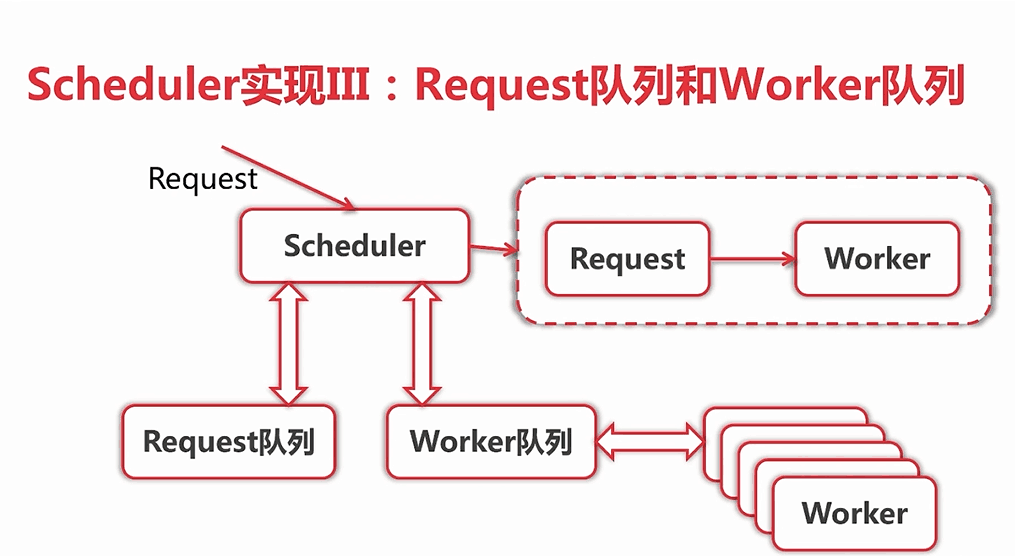 Scheduler实现III：Request队列和Worker队列
Request
Scheduler
Request
Worker
Request队列
Worker队列
Worker